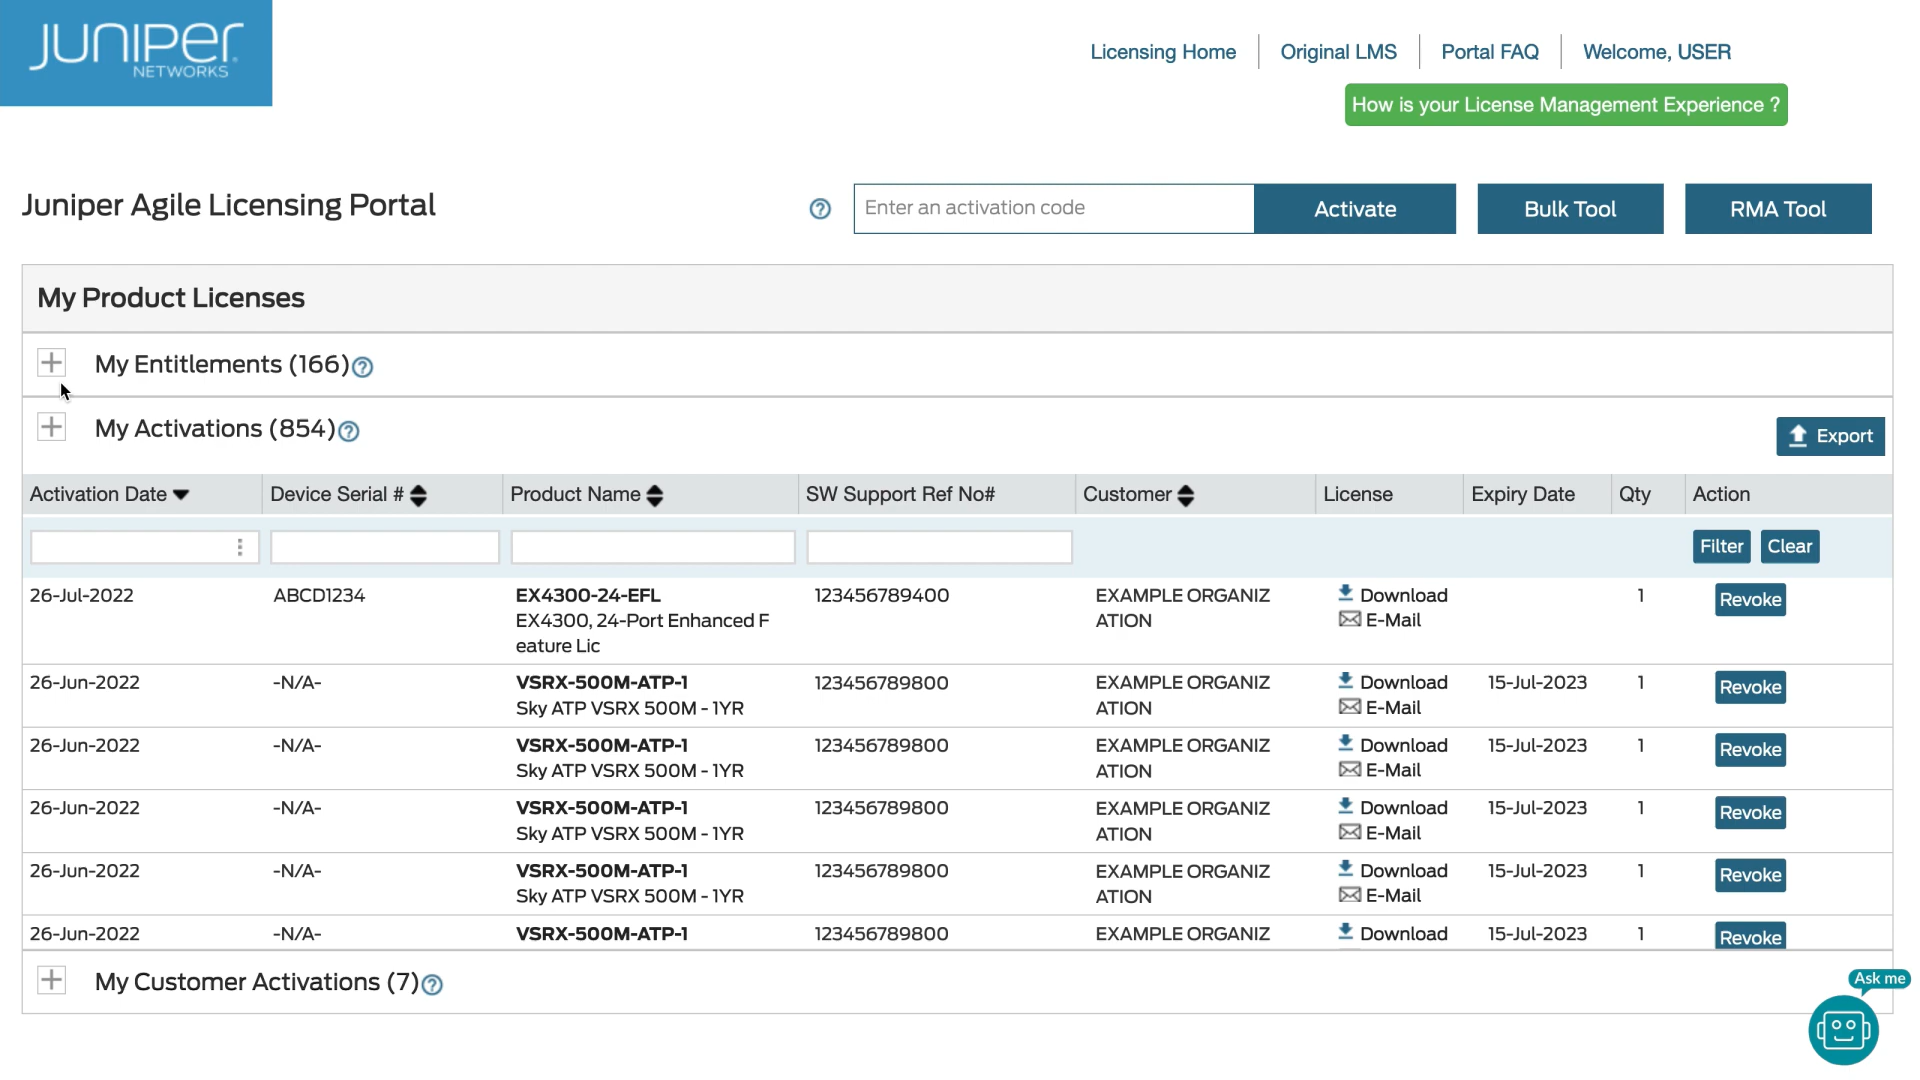 JUNIPER
NETWORKS
Licensing Home
Original LMS
Portal FAQ
Welcome, USER
How is your License Management Experience ?
Juniper Agile Licensing Portal
Enter an activation code
Activate
Bulk Tool
RMA Tool
My Product Licenses
My Entitlements (166)
My Activations (854)
Export
Activation Date
Device Serial #
Product Name
SW Support Ref No#
Customer
License
Expiry Date
Qty
Action
Filter
Clear
26-Jul-2022
ABCD1234
EX4300-24-EFL
EX4300, 24-Port Enhanced F
eature Lic
123456789400
EXAMPLE ORGANIZ
ATION
Download
E-Mail
1
Revoke
26-Jun-2022
-N/A-
VSRX-500M-ATP-1
Sky ATP VSRX 500M - 1YR
123456789800
EXAMPLE ORGANIZ
ATION
Download
E-Mail
15-Jul-2023
1
Revoke
26-Jun-2022
-N/A-
VSRX-500M-ATP-1
Sky ATP VSRX 500M - 1YR
123456789800
EXAMPLE ORGANIZ
ATION
Download
E-Mail
15-Jul-2023
1
Revoke
26-Jun-2022
-N/A-
VSRX-500M-ATP-1
Sky ATP VSRX 500M - 1YR
123456789800
EXAMPLE ORGANIZ
ATION
Download
E-Mail
15-Jul-2023
1
Revoke
26-Jun-2022
-N/A-
VSRX-500M-ATP-1
Sky ATP VSRX 500M - 1YR
123456789800
EXAMPLE ORGANIZ
ATION
Download
E-Mail
15-Jul-2023
1
Revoke
26-Jun-2022
-N/A-
VSRX-500M-ATP-1
123456789800
EXAMPLE ORGANIZ
Download
15-Jul-2023
1
Revoke
My Customer Activations (7)
Ask me